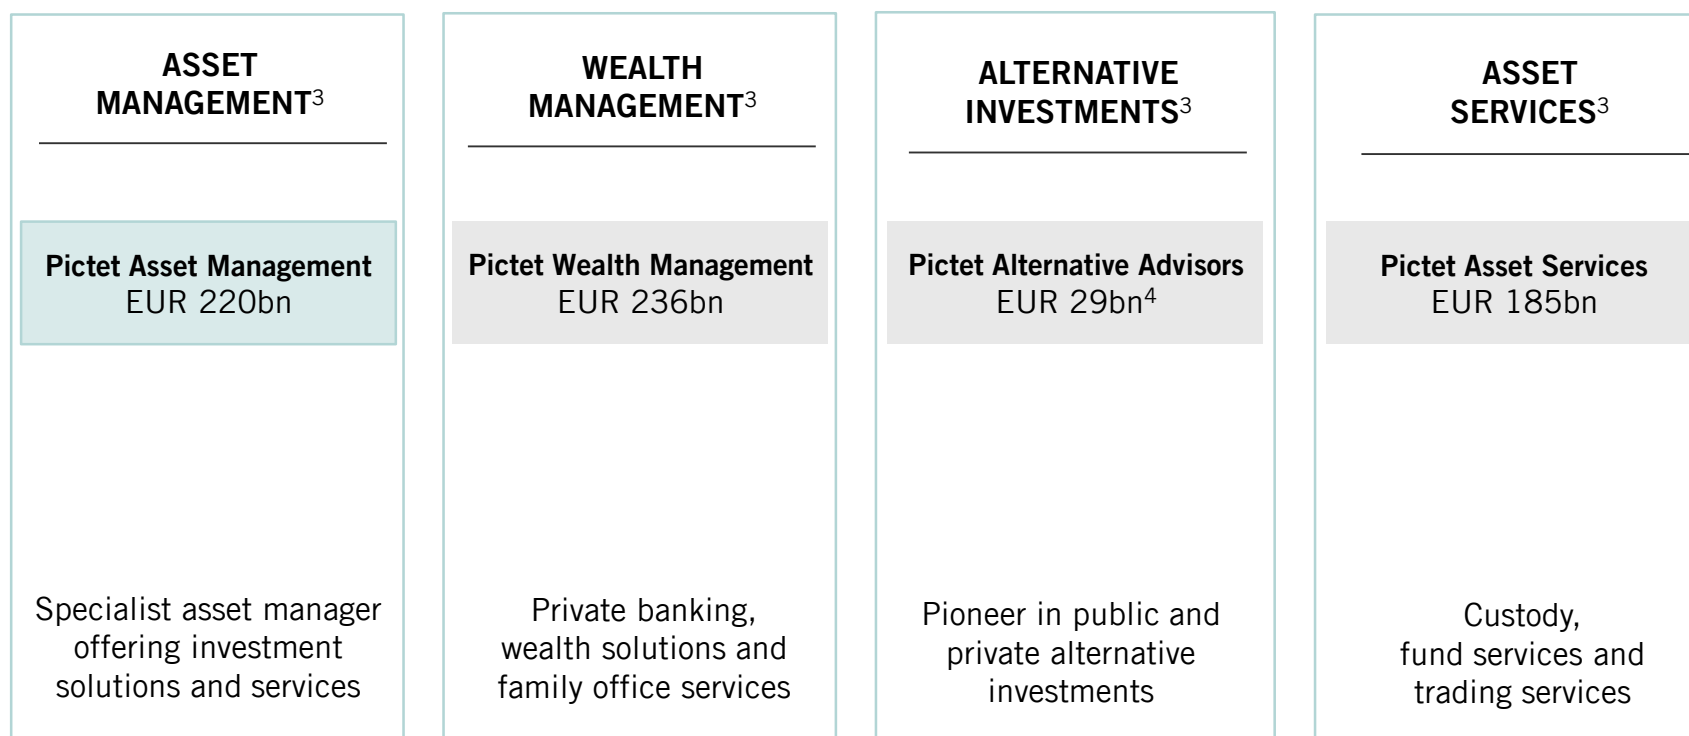 ASSET
MANAGEMENT³
Pictet Asset Management
EUR 220bn
Specialist asset manager
offering investment
solutions and services
WEALTH
MANAGEMENT³
Pictet Wealth Management
EUR 236bn
Private banking,
wealth solutions and
family office services
ALTERNATIVE
INVESTMENTS³
Pictet Alternative Advisors
EUR 29bn⁴
Pioneer in public and
private alternative
investments
ASSET
SERVICES³
Pictet Asset Services
EUR 185bn
Custody,
fund services and
trading services